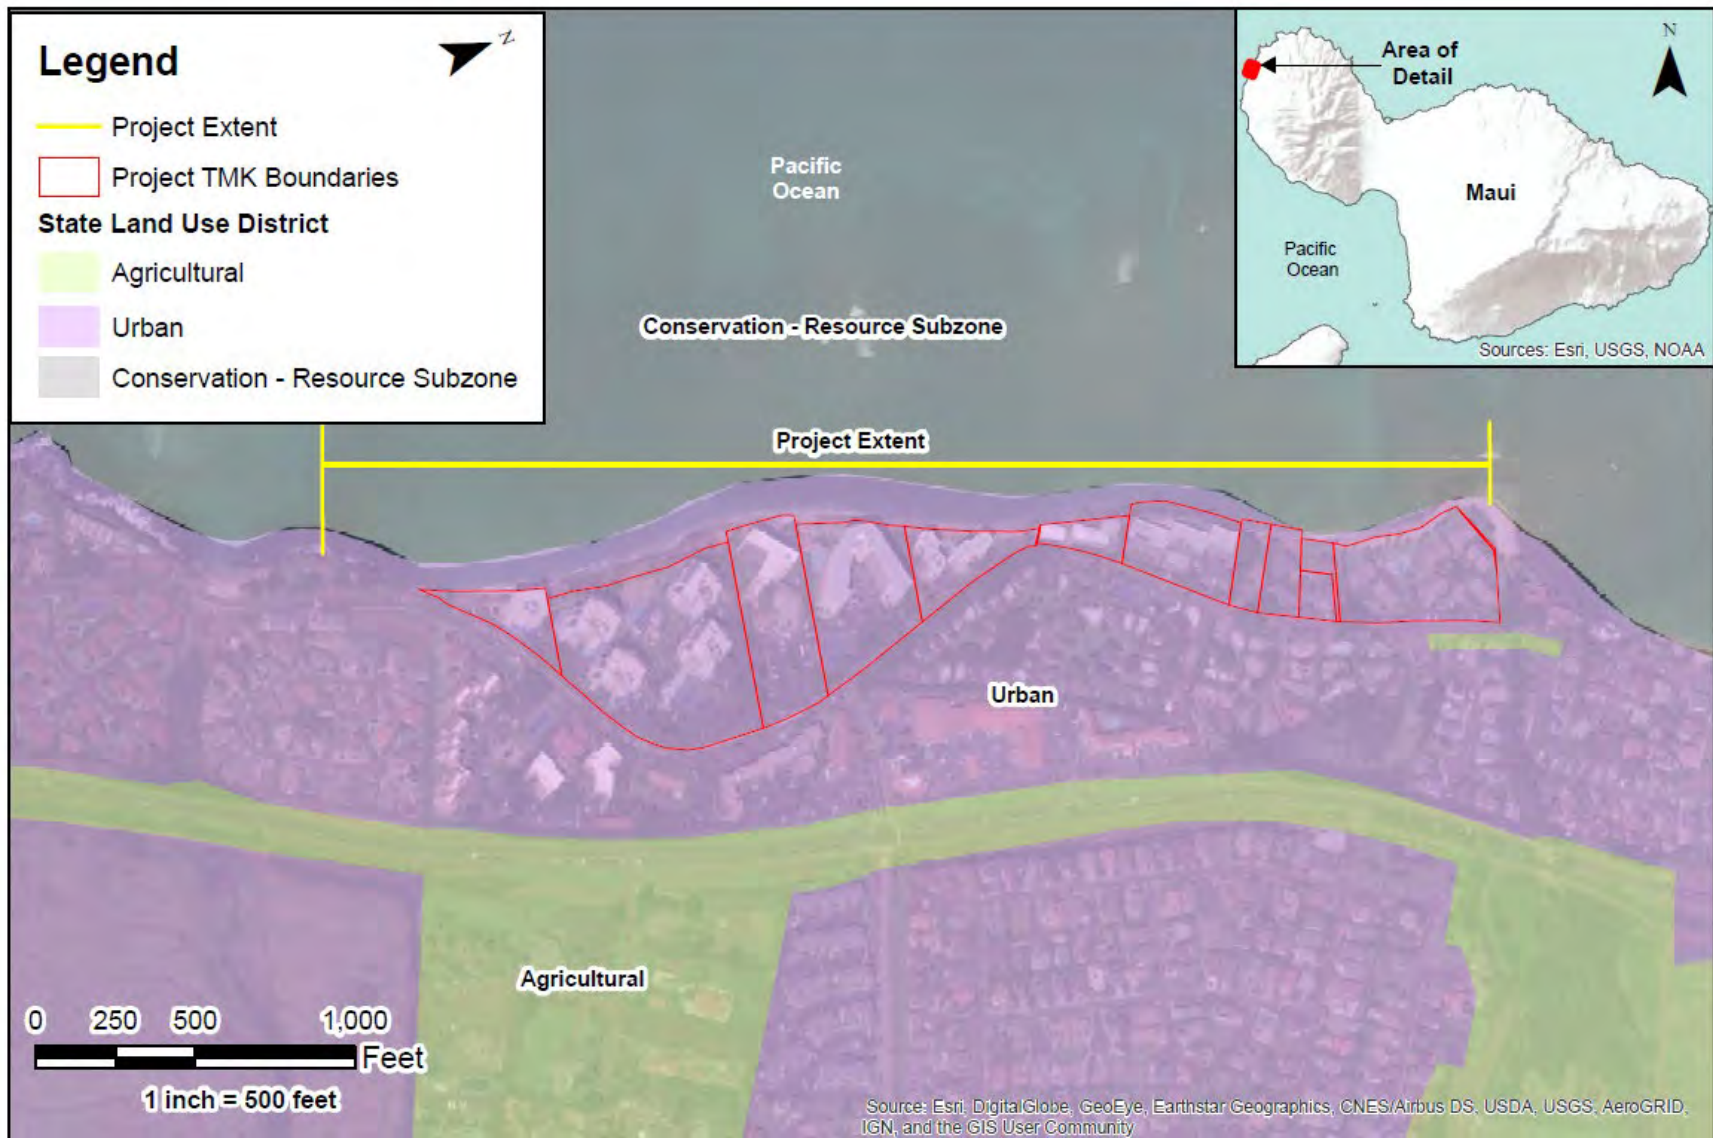 Legend
N
Project Extent
Project TMK Boundaries
State Land Use District
Agricultural
Urban
Conservation - Resource Subzone
Pacific
Ocean
Conservation - Resource Subzone
Project Extent
Area of
Detail
N
Maui
Pacific
Ocean
Sources: Esri, USGS, NOAA
Urban
Agricultural
0 250 500 1,000
Feet
1 inch = 500 feet
Source: Esri, DigitalGlobe, GeoEye, Earthstar Geographics, CNES/Airbus DS, USDA, USGS, AeroGRID,
IGN, and the GIS User Community